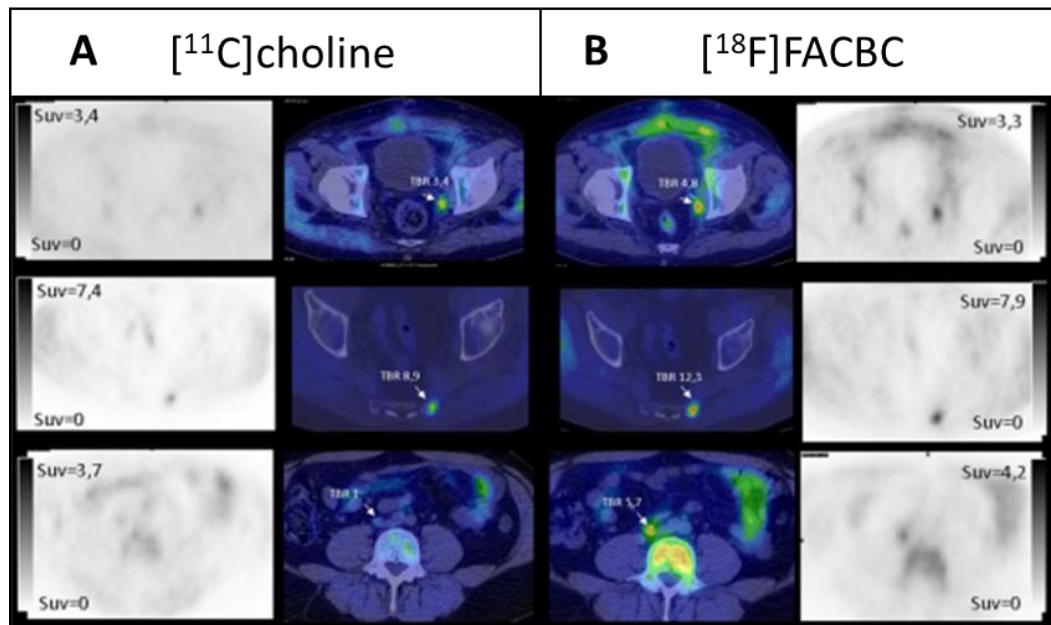 A [¹¹C]choline
B [¹⁸F]FACBC
Suv=3,4
Suv=0
TBR 3,4
TBR 4,8
Suv=3,3
Suv=0
Suv=7,4
Suv=0
TBR 8,9
TBR 12,3
Suv=7,9
Suv=0
Suv=3,7
Suv=0
TBR 1
TBR 5,7
Suv=4,2
Suv=0